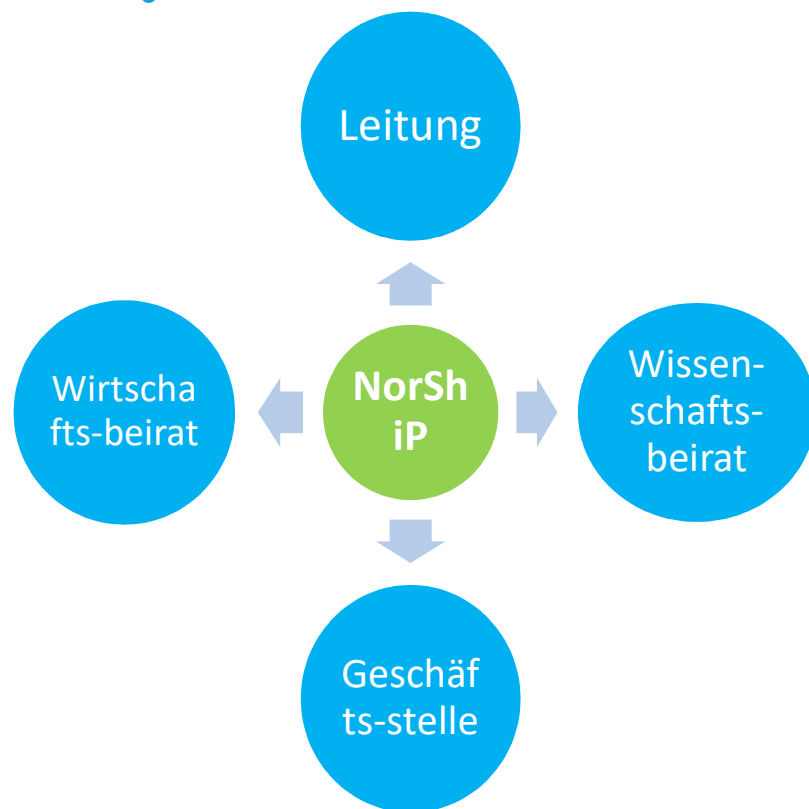 Leitung
Wirtscha
fts-beirat
NorSh
iP
Wissen-
schafts-
beirat
Geschäf
ts-stelle